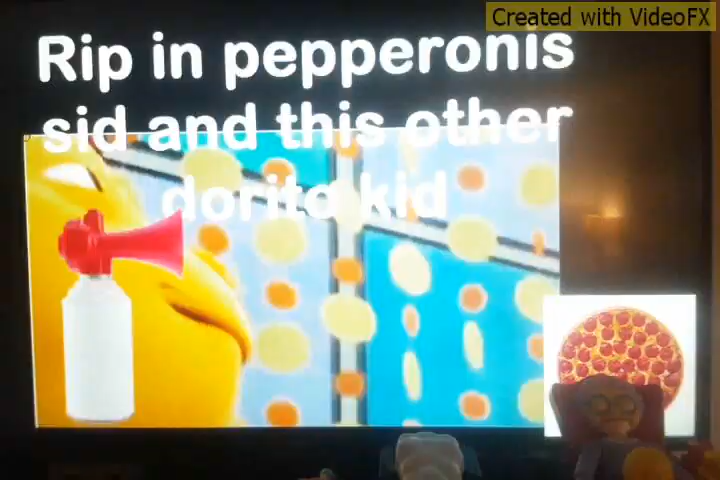 Created with VideoFX
Rip in pepperonis
sid and this other
dorito kid